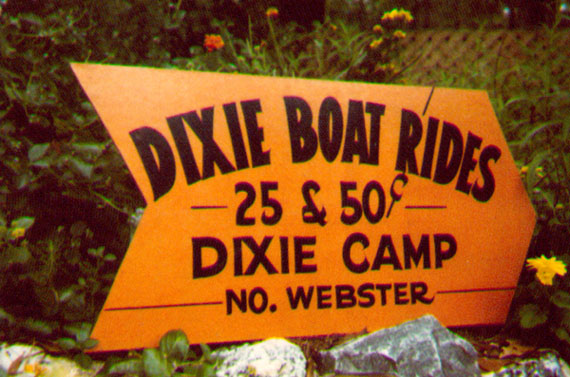 DIXIE BOAT RIDES
25 & 50¢
DIXIE CAMP
NO. WEBSTER